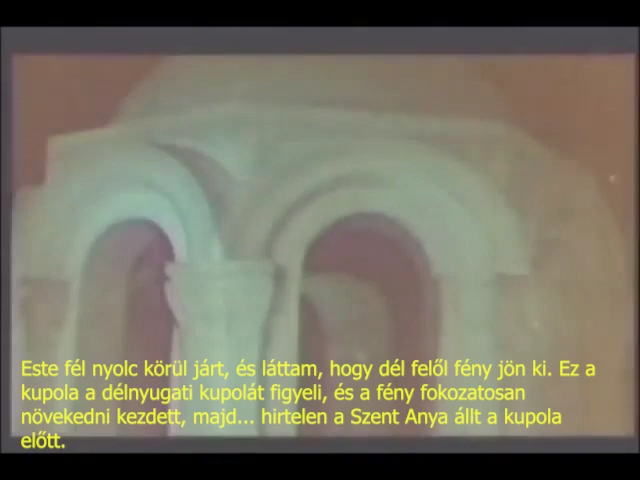 Este fél nyolc körül járt, és láttam, hogy dél felől fény jön ki. Ez a
kupola a délnyugati kupolát figyeli, és a fény fokozatosan
növekedni kezdett, majd... hirtelen a Szent Anya állt a kupola
előtt.